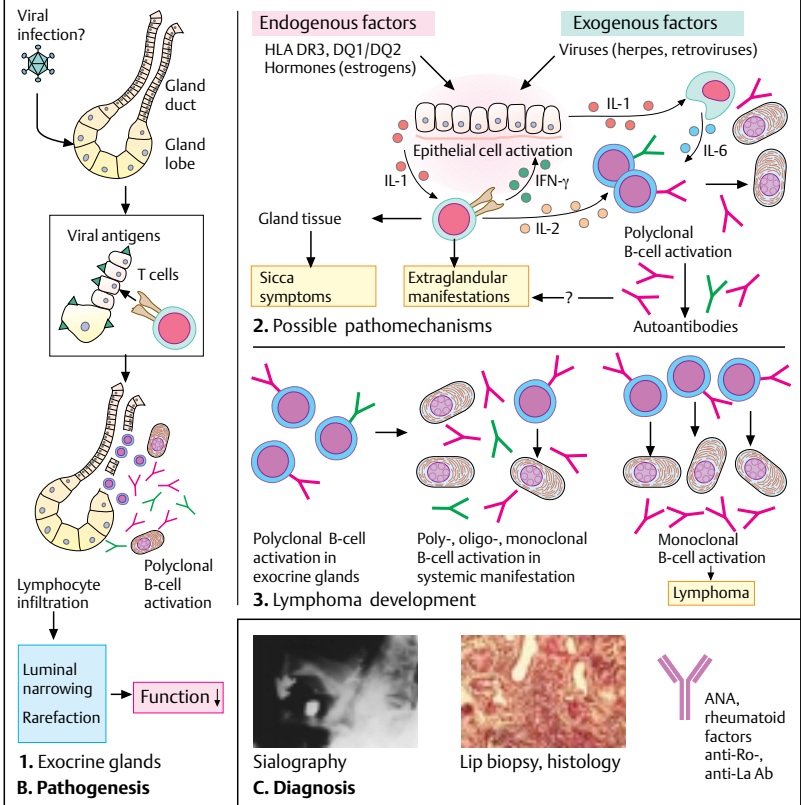 Viral
infection?
Gland
duct
Gland
lobe
Viral antigens
T cells
Lymphocyte
infiltration
Polyclonal
B-cell
activation
Luminal
narrowing
Rarefaction
Function ↓
1. Exocrine glands
B. Pathogenesis
Endogenous factors
Exogenous factors
HLA DR3, DQ1/DQ2
Hormones (estrogens)
Viruses (herpes, retroviruses)
IL-1
Epithelial cell activation
IL-6
IL-1
IFN-γ
IL-2
Gland tissue
Polyclonal
B-cell activation
Sicca
symptoms
Extraglandular
manifestations
?
Autoantibodies
2. Possible pathomechanisms
Polyclonal B-cell
activation in
exocrine glands
Poly-, oligo-, monoclonal
B-cell activation in
systemic manifestation
Monoclonal
B-cell activation
Lymphoma
3. Lymphoma development
Sialography
Lip biopsy, histology
ANA,
rheumatoid
factors
anti-Ro-,
anti-La Ab
C. Diagnosis